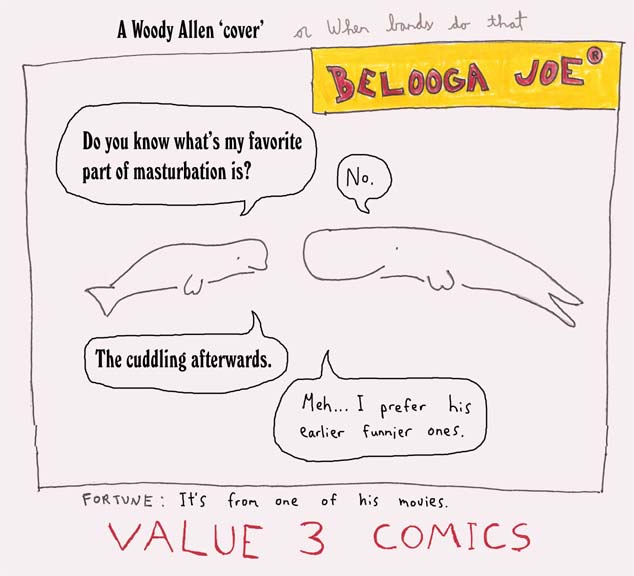 A Woody Allen ‘cover’ or When bands do that
BELOOGA JOE®
Do you know what's my favorite
part of masturbation is?
No.
The cuddling afterwards.
Meh... I prefer his
earlier funnier ones.
FORTUNE: It's from one of his movies.
VALUE 3 COMICS